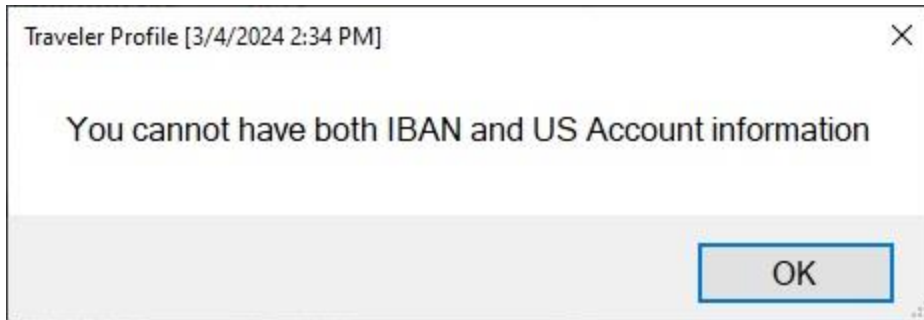 Traveler Profile [3/4/2024 2:34 PM]
You cannot have both IBAN and US Account information
OK